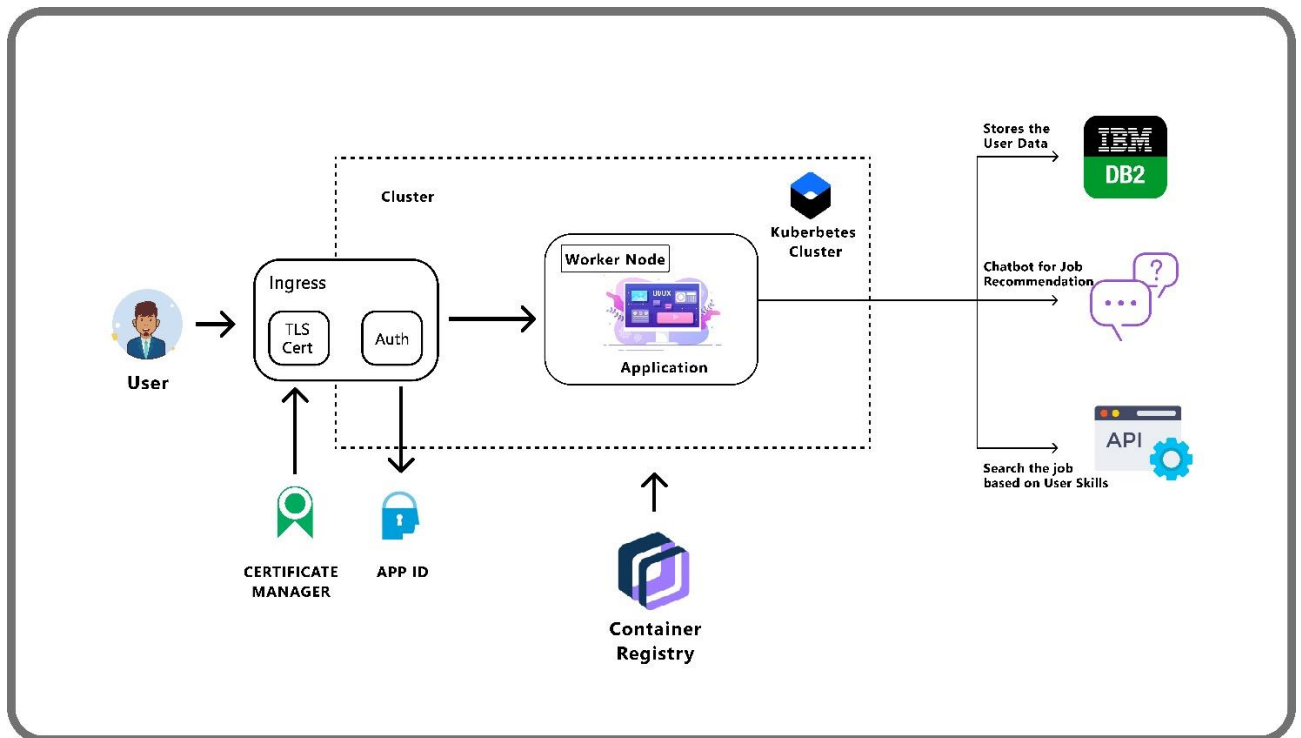 Stores the
User Data
IBM
DB2
Cluster
Kuberbetes
Cluster
Worker Node
UI/UX
Application
Chatbot for Job
Recommendation
?
Ingress
TLS
Cert
Auth
User
API
Search the job
based on User Skills
CERTIFICATE
MANAGER
APP ID
Container
Registry